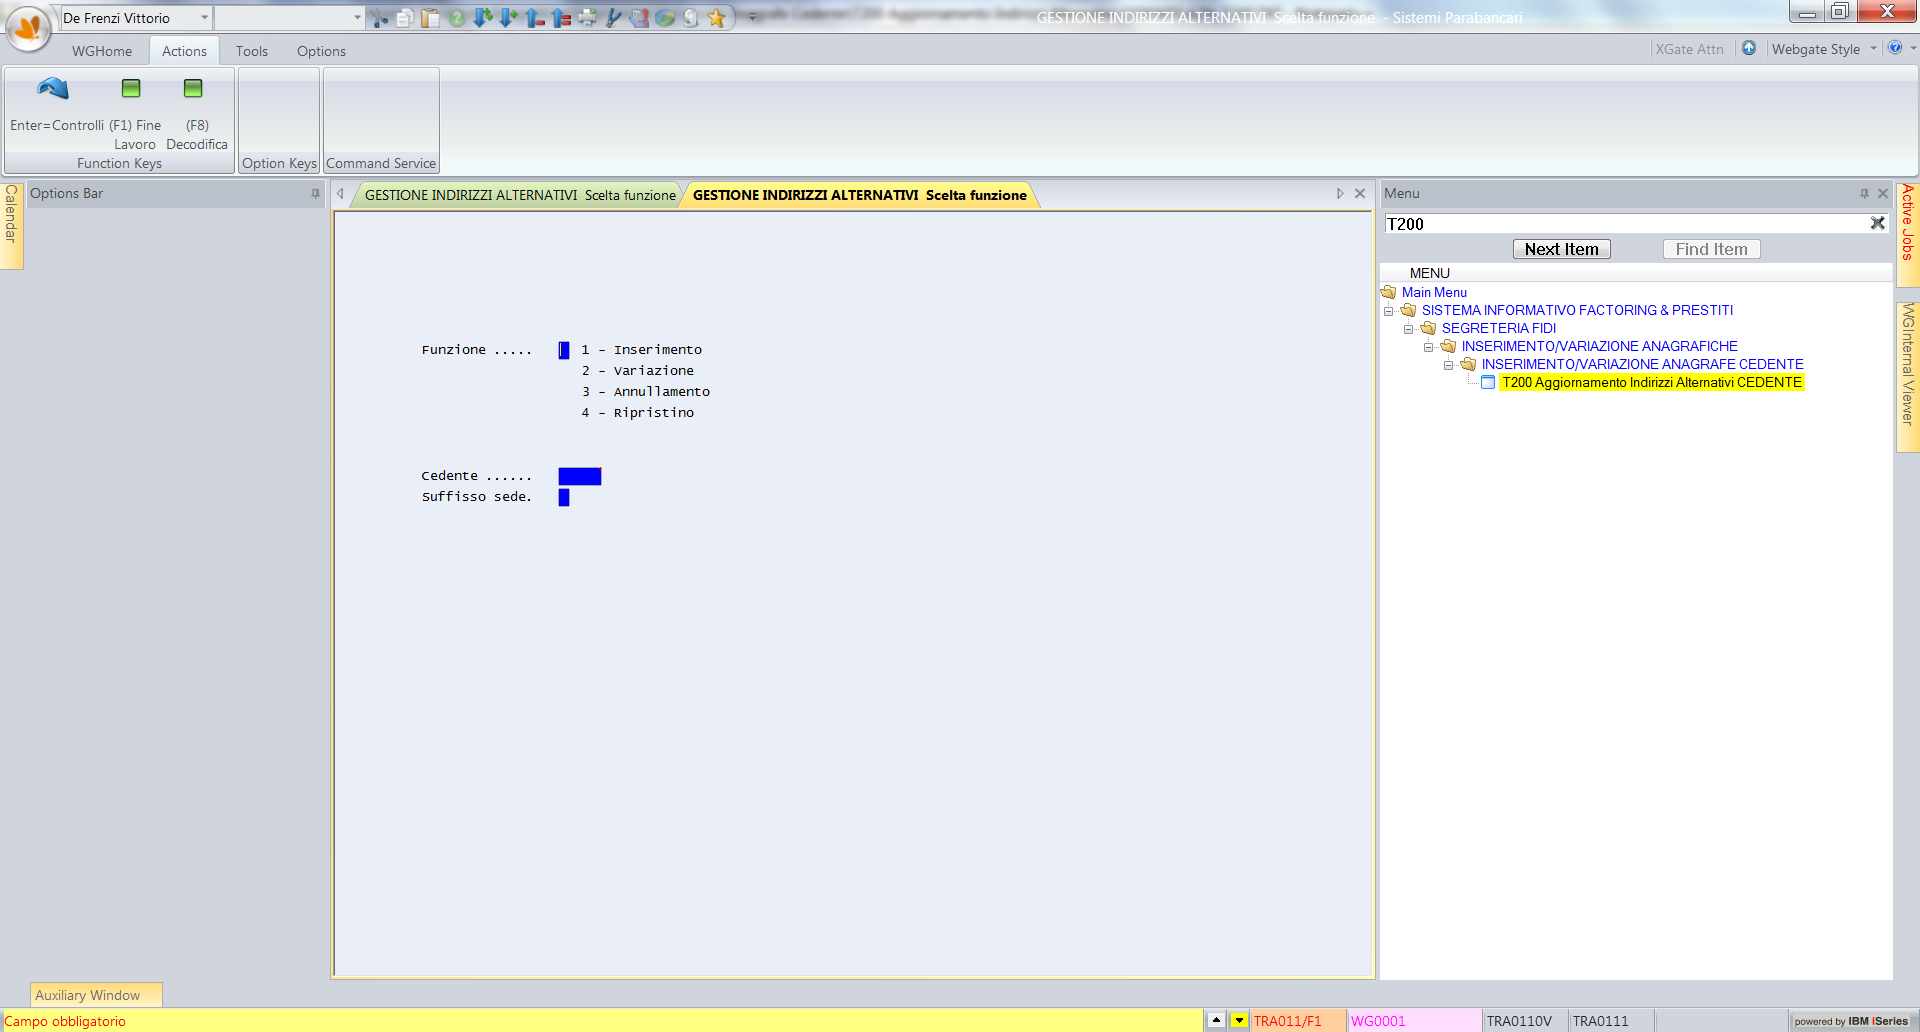 De Frenzi Vittorio
GESTIONE INDIRIZZI ALTERNATIVI  Scelta funzione  - Sistemi Parabancari
WGHome
Actions
Tools
Options
XGate Attn
Webgate Style
Enter=Controlli
(F1) Fine Lavoro
(F8) Decodifica
Function Keys
Option Keys
Command Service
Calendar
Options Bar
GESTIONE INDIRIZZI ALTERNATIVI  Scelta funzione
GESTIONE INDIRIZZI ALTERNATIVI  Scelta funzione
Funzione .....  1 - Inserimento
2 - Variazione
3 - Annullamento
4 - Ripristino
Cedente ......
Suffisso sede.
Menu
T200
Next Item
Find Item
MENU
Main Menu
SISTEMA INFORMATIVO FACTORING & PRESTITI
SEGRETERIA FIDI
INSERIMENTO/VARIAZIONE ANAGRAFICHE
INSERIMENTO/VARIAZIONE ANAGRAFE CEDENTE
T200 Aggiornamento Indirizzi Alternativi CEDENTE
Active Jobs
WGInternal Viewer
Auxiliary Window
Campo obbligatorio
TRA011/F1
WG0001
TRA0110V
TRA0111
powered by IBM iSeries